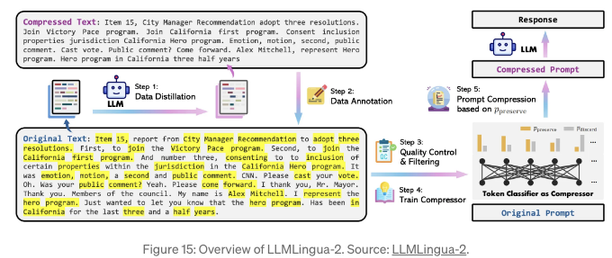 Compressed Text: Item 15, City Manager Recommendation adopt three resolutions.
Join Victory Pace program. Join California first program. Consent inclusion
properties jurisdiction California Hero program. Emotion, motion, second, public
comment. Cast vote. Public comment? Come forward. Alex Mitchell, represent Hero
program. Hero program in California three half years
LLM
Step 1:
Data Distillation
Step 2:
Data Annotation
Original Text: Item 15, report from City Manager Recommendation to adopt three
resolutions. First, to join the Victory Pace program. Second, to join the
California first program. And number three, consenting to to inclusion of
certain properties within the jurisdiction in the California Hero program. It
was emotion, motion, a second and public comment. CNN. Please cast your vote.
Oh. Was your public comment? Yeah. Please come forward. I thank you, Mr. Mayor.
Thank you. Members of the council. My name is Alex Mitchell. I represent the
hero program. Just wanted to let you know that the hero program. Has been in
California for the last three and a half years.
Step 3:
Quality Control
& Filtering
Step 4:
Train Compressor
Response
LLM
Compressed Prompt
Step 5:
Prompt Compression
based on Ppreserve
Ppreserve
Token Classifier as Compressor
Original Prompt
Figure 15: Overview of LLMLingua-2. Source: LLMLingua-2.